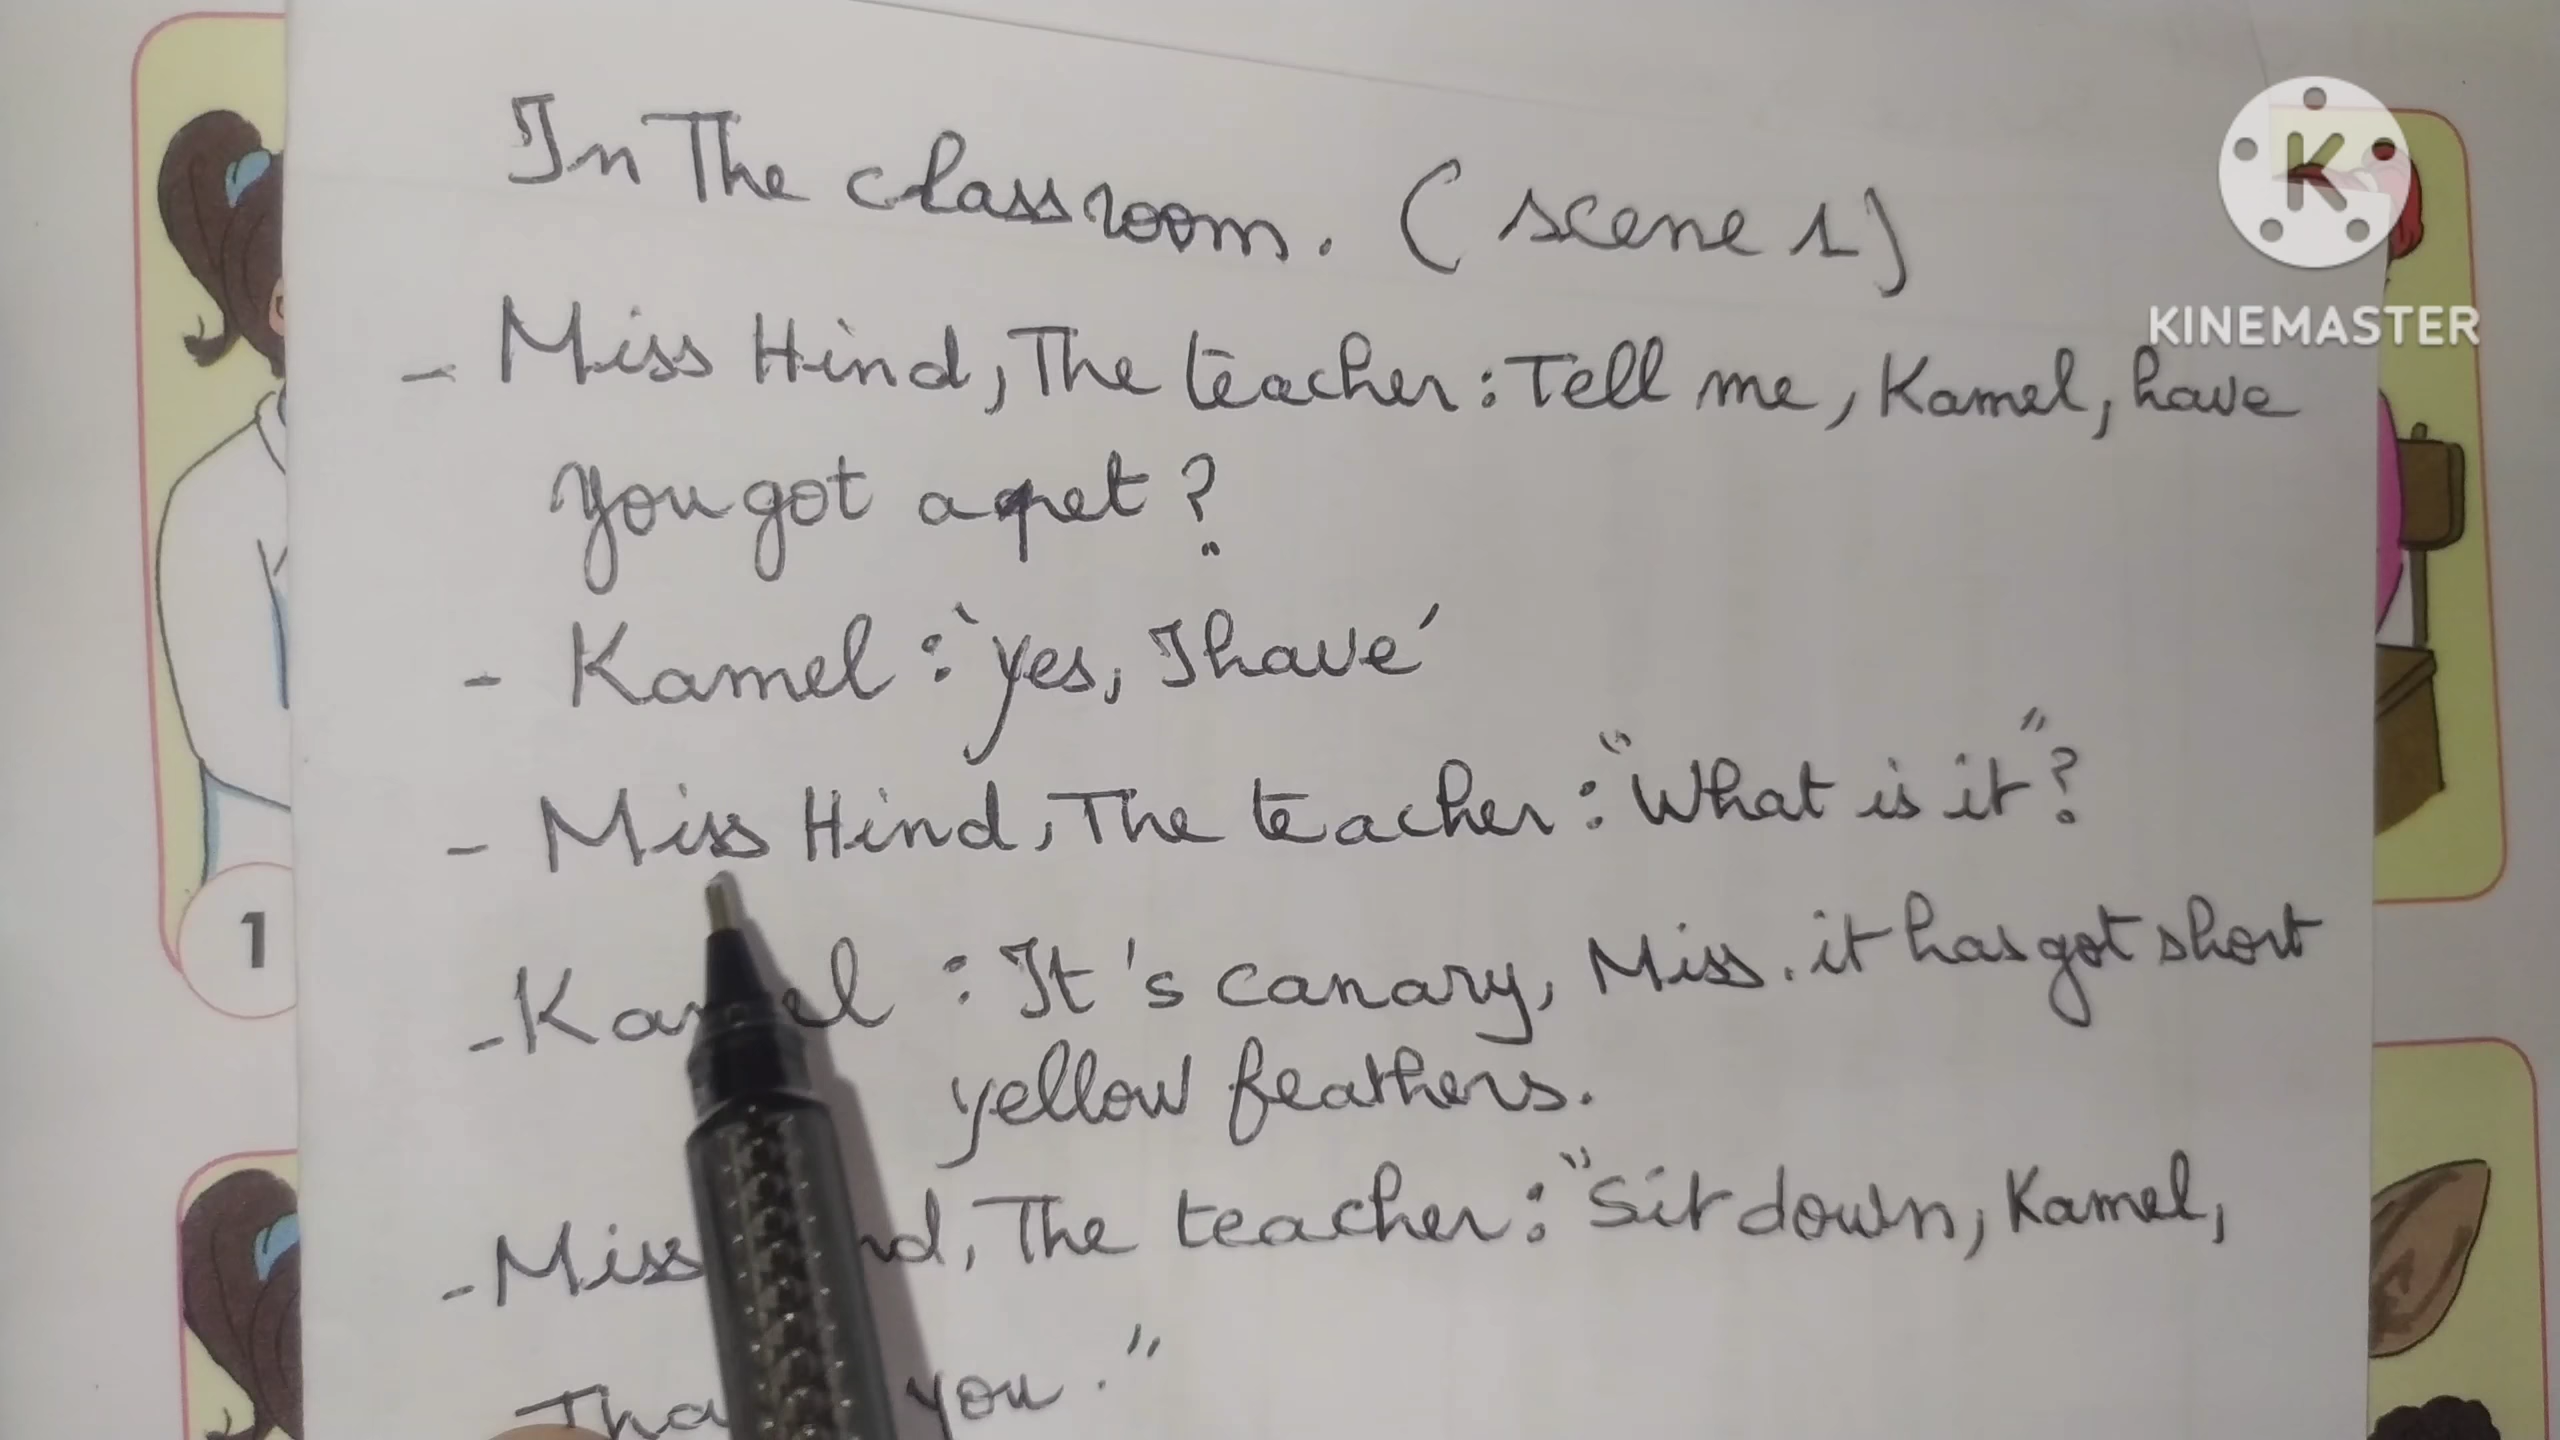 In The classroom. (scene 1)
- Miss Hind, The teacher: Tell me, Kamel, have
you got a pet?
- Kamel: 'yes, I have'
- Miss Hind, The teacher: "What is it"?
- Kamel : It's canary, Miss. it has got short
yellow feathers.
- Miss Hind, The teacher: "Sit down, Kamel,
Thank you."
1
K
KINEMASTER